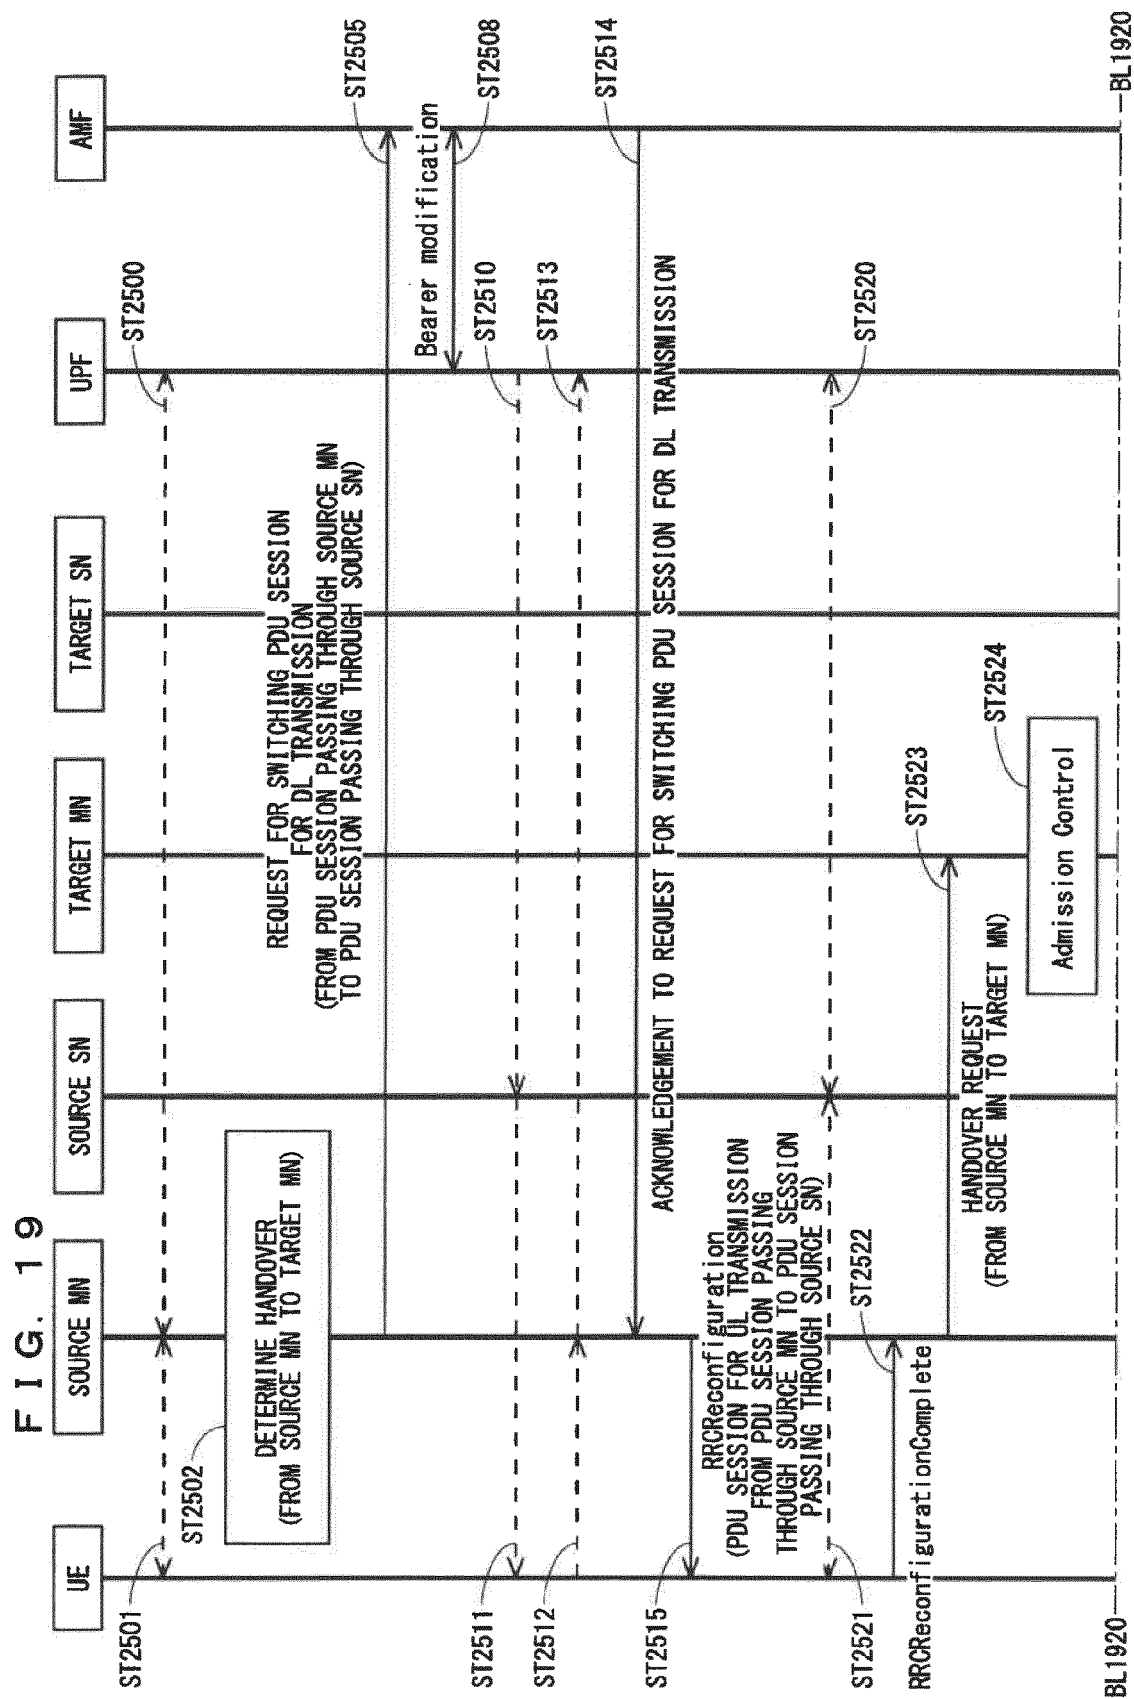 FIG. 19
UE
SOURCE MN
SOURCE SN
TARGET MN
TARGET SN
UPF
AMF
ST2501
ST2500
ST2502
DETERMINE HANDOVER
(FROM SOURCE MN TO TARGET MN)
REQUEST FOR SWITCHING PDU SESSION
FOR DL TRANSMISSION
(FROM PDU SESSION PASSING THROUGH SOURCE MN
TO PDU SESSION PASSING THROUGH SOURCE SN)
ST2505
Bearer modification
ST2508
ST2511
ST2510
ST2512
ST2513
ST2514
ACKNOWLEDGEMENT TO REQUEST FOR SWITCHING PDU SESSION FOR DL TRANSMISSION
ST2515
RRCReconfiguration
(PDU SESSION FOR UL TRANSMISSION
FROM PDU SESSION PASSING
THROUGH SOURCE MN TO PDU SESSION
PASSING THROUGH SOURCE SN)
ST2521
ST2520
ST2522
RRCReconfigurationComplete
ST2523
HANDOVER REQUEST
(FROM SOURCE MN TO TARGET MN)
ST2524
Admission Control
BL1920
BL1920